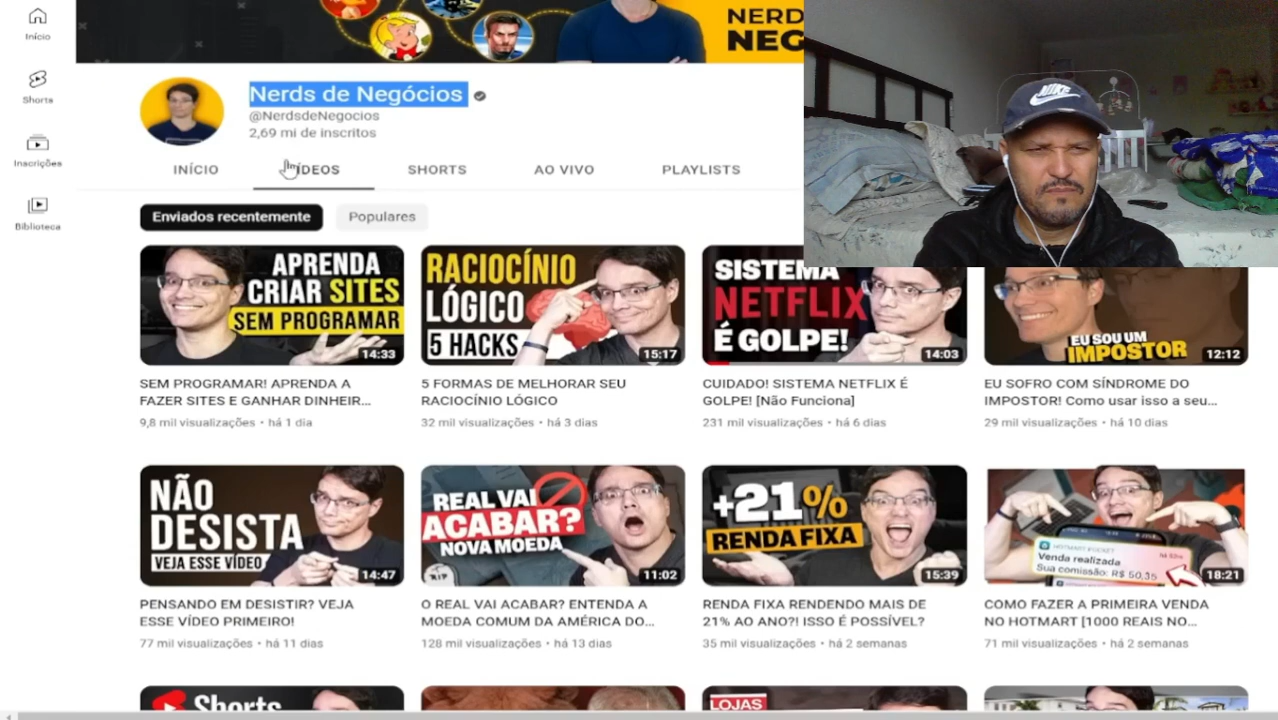 Início
Shorts
Inscrições
Biblioteca
NERD
NEG
Nerds de Negócios
@NerdsdeNegocios
2,69 mi de inscritos
INÍCIO
VÍDEOS
SHORTS
AO VIVO
PLAYLISTS
Enviados recentemente
Populares
APRENDA
CRIAR SITES
SEM PROGRAMAR
14:33
RACIOCÍNIO
LÓGICO
5 HACKS
15:17
SISTEMA
NETFLIX
É GOLPE!
14:03
EU SOU UM
IMPOSTOR
12:12
SEM PROGRAMAR! APRENDA A
FAZER SITES E GANHAR DINHEIR...
9,8 mil visualizações • há 1 dia
5 FORMAS DE MELHORAR SEU
RACIOCÍNIO LÓGICO
32 mil visualizações • há 3 dias
CUIDADO! SISTEMA NETFLIX É
GOLPE! [Não Funciona]
231 mil visualizações • há 6 dias
EU SOFRO COM SÍNDROME DO
IMPOSTOR! Como usar isso a seu...
29 mil visualizações • há 10 dias
NÃO
DESISTA
VEJA ESSE VÍDEO
14:47
REAL VAI
ACABAR?
NOVA MOEDA
RIP
11:02
+21%
RENDA FIXA
15:39
HOTMART POCKET
Venda realizada
Sua comissão: R$ 50,35
18:21
PENSANDO EM DESISTIR? VEJA
ESSE VÍDEO PRIMEIRO!
77 mil visualizações • há 11 dias
O REAL VAI ACABAR? ENTENDA A
MOEDA COMUM DA AMÉRICA DO...
128 mil visualizações • há 13 dias
RENDA FIXA RENDENDO MAIS DE
21% AO ANO?! ISSO É POSSÍVEL?
35 mil visualizações • há 2 semanas
COMO FAZER A PRIMEIRA VENDA
NO HOTMART [1000 REAIS NO...
71 mil visualizações • há 2 semanas
Shorts
LOJAS